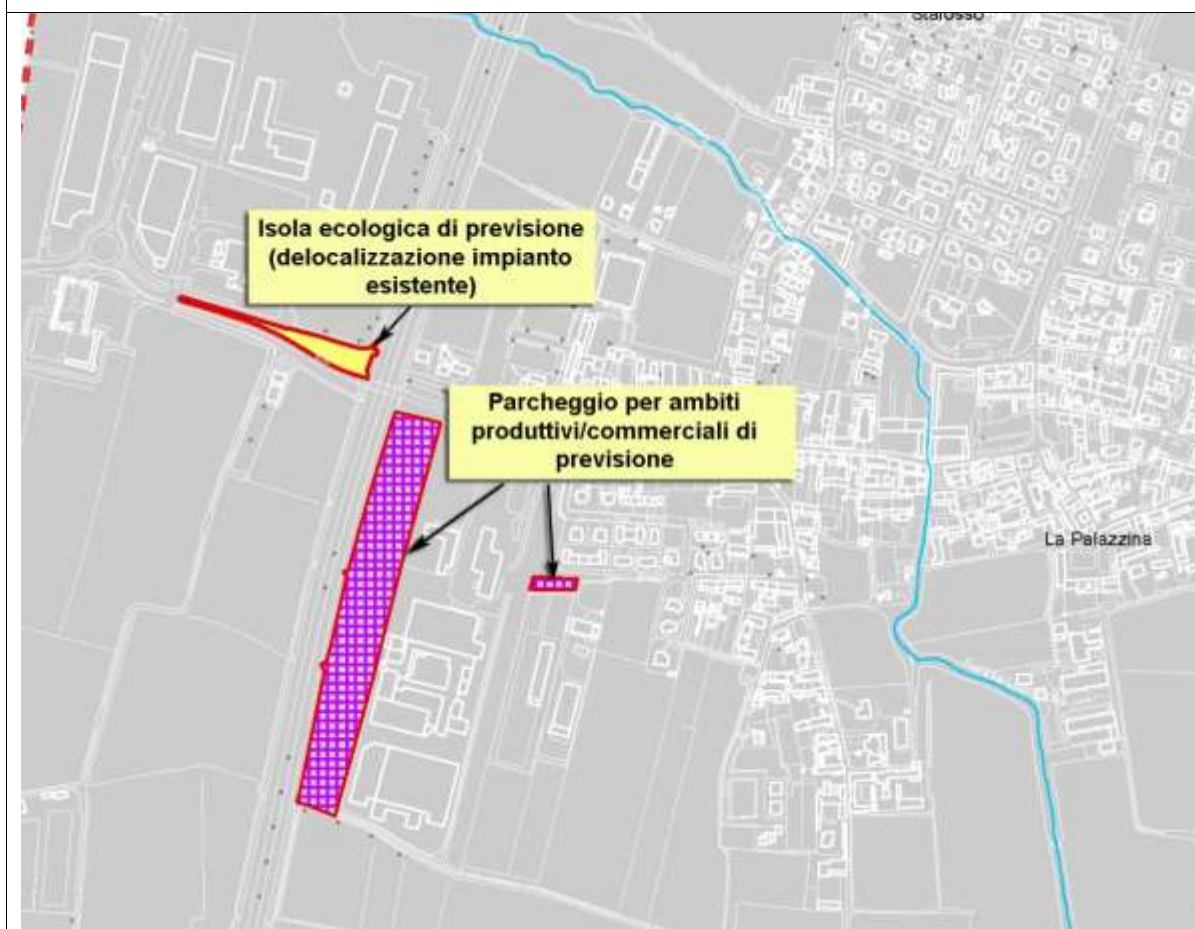 Isola ecologica di previsione
(delocalizzazione impianto
esistente)
Parcheggio per ambiti
produttivi/commerciali di
previsione
La Palazzina